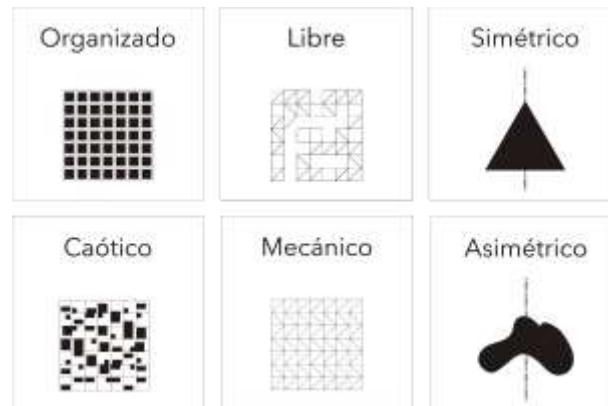 Organizado
Libre
Simétrico
Caótico
Mecánico
Asimétrico